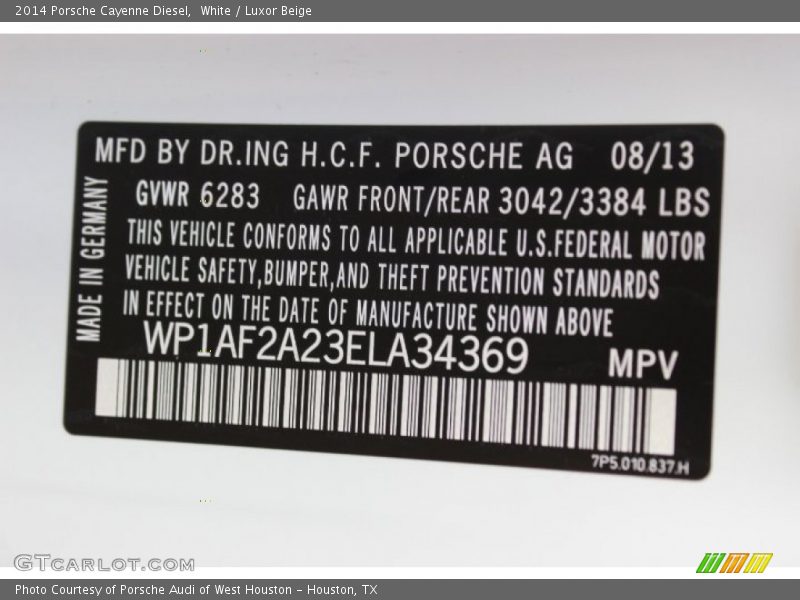 2014 Porsche Cayenne Diesel,  White / Luxor Beige
MFD BY DR.ING H.C.F. PORSCHE AG 08/13
GVWR 6283 GAWR FRONT/REAR 3042/3384 LBS
THIS VEHICLE CONFORMS TO ALL APPLICABLE U.S.FEDERAL MOTOR
VEHICLE SAFETY,BUMPER,AND THEFT PREVENTION STANDARDS
IN EFFECT ON THE DATE OF MANUFACTURE SHOWN ABOVE
MADE IN GERMANY
WP1AF2A23ELA34369 MPV
7P5.010.837.H
GTCARLOT.COM
Photo Courtesy of Porsche Audi of West Houston - Houston, TX